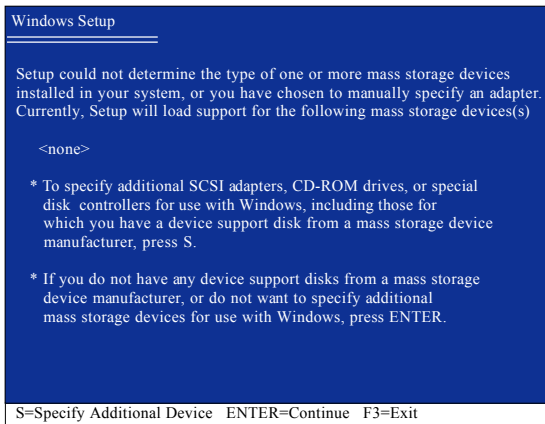 Windows Setup
Setup could not determine the type of one or more mass storage devices
installed in your system, or you have chosen to manually specify an adapter.
Currently, Setup will load support for the following mass storage devices(s)
<none>
* To specify additional SCSI adapters, CD-ROM drives, or special
disk controllers for use with Windows, including those for
which you have a device support disk from a mass storage device
manufacturer, press S.
* If you do not have any device support disks from a mass storage
device manufacturer, or do not want to specify additional
mass storage devices for use with Windows, press ENTER.
S=Specify Additional Device ENTER=Continue F3=Exit